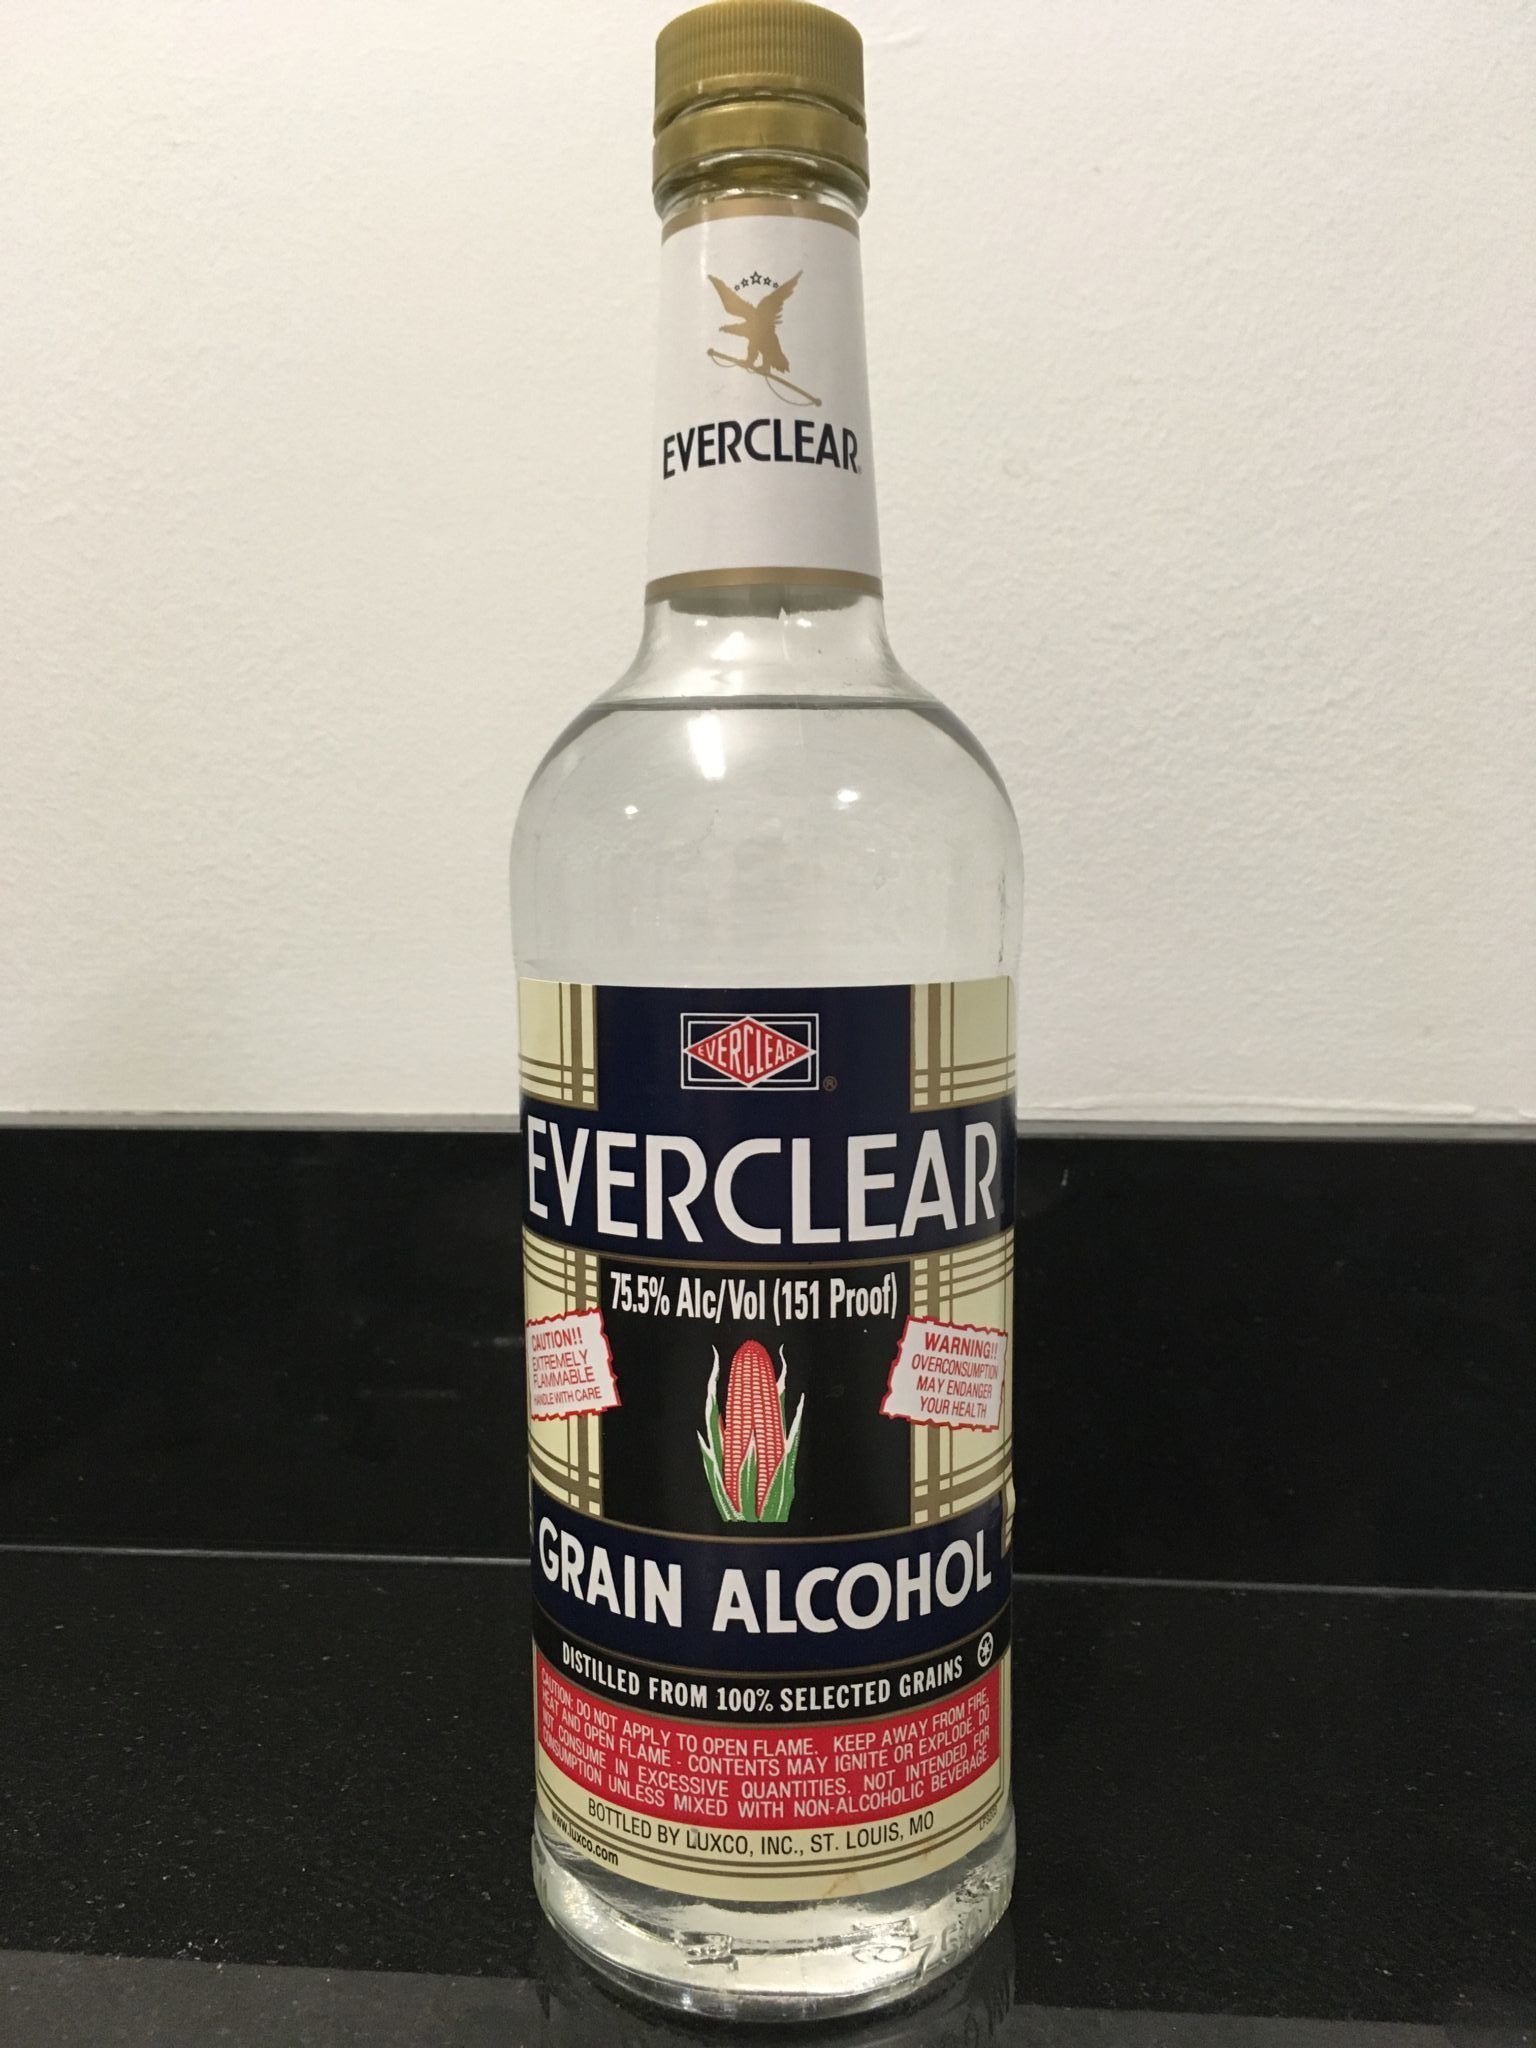 EVERCLEAR
EVERCLEAR
®
EVERCLEAR
75.5% Alc/Vol (151 Proof)
CAUTION!!
EXTREMELY
FLAMMABLE
HANDLE WITH CARE
WARNING!!
OVERCONSUMPTION
MAY ENDANGER
YOUR HEALTH
GRAIN ALCOHOL
DISTILLED FROM 100% SELECTED GRAINS
CAUTION: DO NOT APPLY TO OPEN FLAME. KEEP AWAY FROM FIRE,
HEAT AND OPEN FLAME - CONTENTS MAY IGNITE OR EXPLODE. DO
NOT CONSUME IN EXCESSIVE QUANTITIES. NOT INTENDED FOR
CONSUMPTION UNLESS MIXED WITH NON-ALCOHOLIC BEVERAGE.
BOTTLED BY LUXCO, INC., ST. LOUIS, MO
www.luxco.com